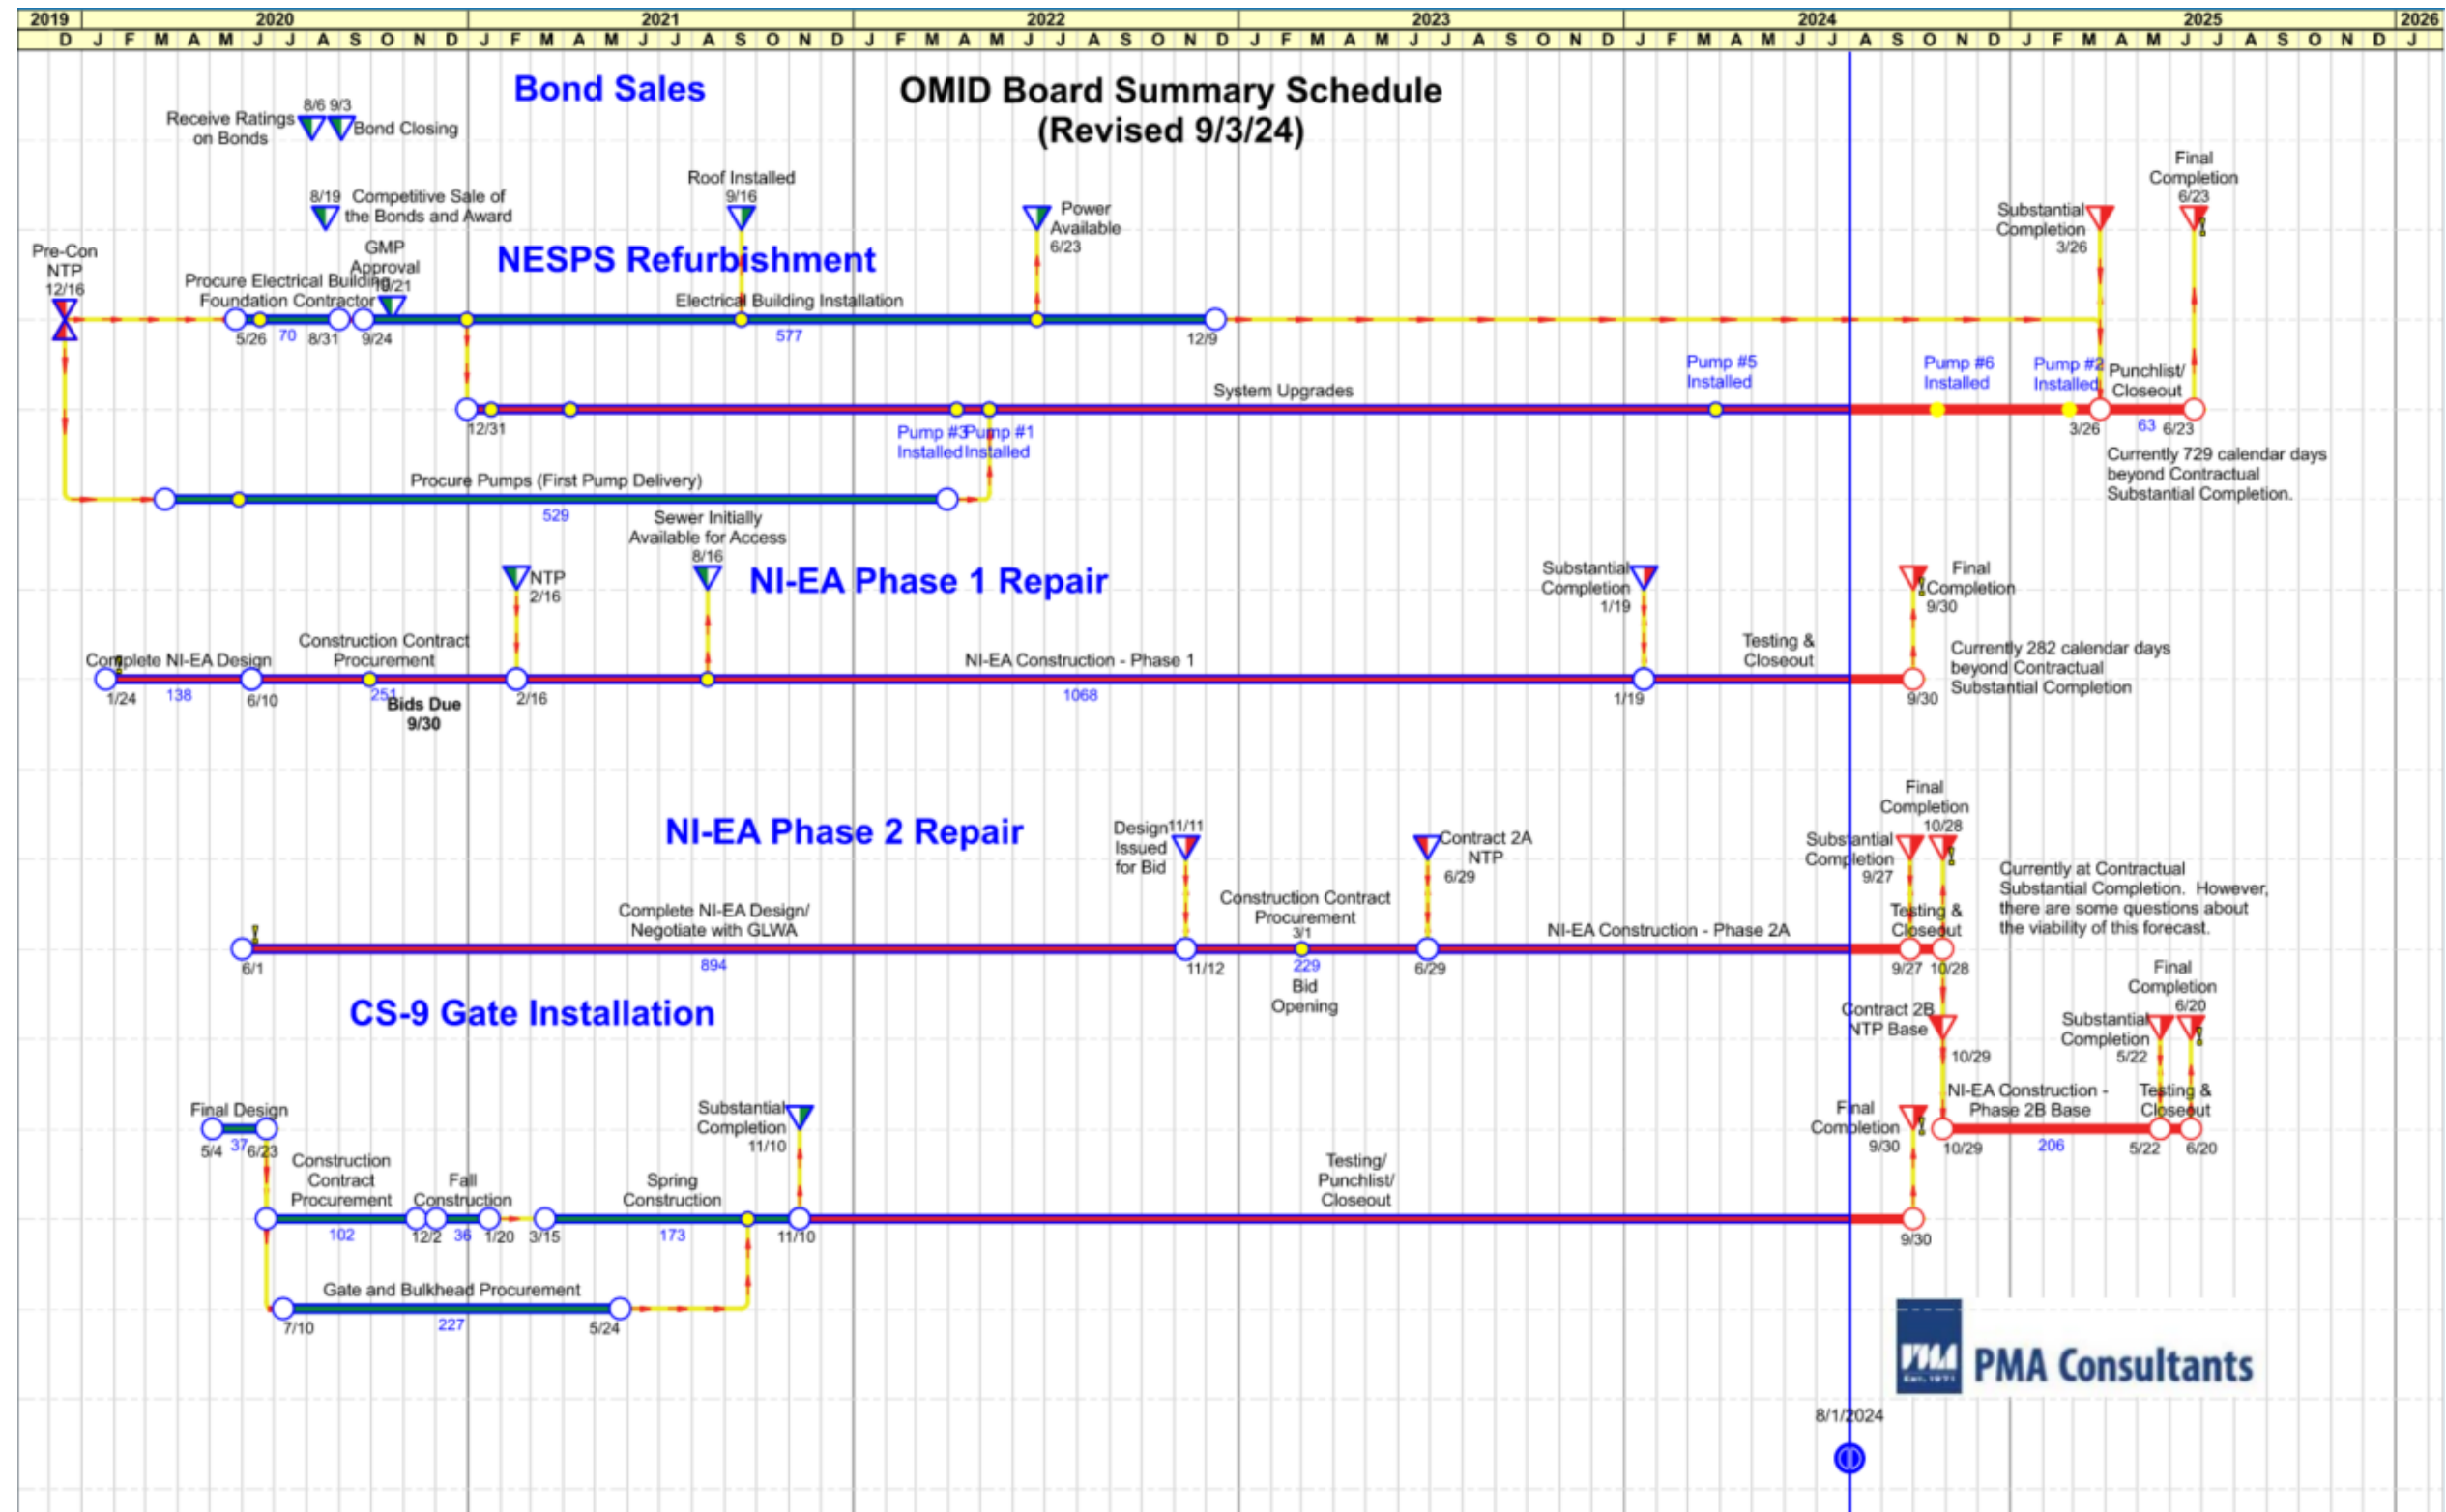 2019 2020 2021 2022 2023 2024 2025 2026
D J F M A M J J A S O N D J F M A M J J A S O N D J F M A M J J A S O N D J F M A M J J A S O N D J F M A M J J A S O N D J F M A M J J A S O N D J
Bond Sales
OMID Board Summary Schedule
(Revised 9/3/24)
8/6 9/3
Receive Ratings
on Bonds
Bond Closing
8/19
Competitive Sale of
the Bonds and Award
Roof Installed
9/16
Power
Available
6/23
Substantial
Completion
3/26
Final
Completion
6/23
Pre-Con
NTP
12/16
GMP
Approval
10/21
NESPS Refurbishment
Procure Electrical Building
Foundation Contractor
Electrical Building Installation
5/26 70 8/31 9/24 577 12/9
System Upgrades
Pump #5
Installed
Pump #6
Installed
Pump #2
Installed
Punchlist/
Closeout
12/31
Pump #3
Installed
Pump #1
Installed
3/26 63 6/23
Currently 729 calendar days
beyond Contractual
Substantial Completion.
Procure Pumps (First Pump Delivery)
529
Sewer Initially
Available for Access
8/16
NTP
2/16
NI-EA Phase 1 Repair
Substantial
Completion
1/19
Final
Completion
9/30
Complete NI-EA Design
Construction Contract
Procurement
NI-EA Construction - Phase 1
Testing &
Closeout
1/24 138 6/10 251 2/16 1068 1/19 9/30
Bids Due
9/30
Currently 282 calendar days
beyond Contractual
Substantial Completion
NI-EA Phase 2 Repair
Design
Issued
for Bid
11/11
Contract 2A
NTP
6/29
Substantial
Completion
9/27
Final
Completion
10/28
Complete NI-EA Design/
Negotiate with GLWA
Construction Contract
Procurement
3/1
NI-EA Construction - Phase 2A
Testing &
Closeout
Currently at Contractual
Substantial Completion. However,
there are some questions about
the viability of this forecast.
6/1 894 11/12 229 6/29 9/27 10/28
Bid
Opening
CS-9 Gate Installation
Contract 2B
NTP Base
10/29
Substantial
Completion
5/22
Final
Completion
6/20
NI-EA Construction -
Phase 2B Base
Testing &
Closeout
10/29 206 5/22 6/20
Final Design
5/4 37 6/23
Substantial
Completion
11/10
Final
Completion
9/30
Construction
Contract
Procurement
Fall
Construction
Spring
Construction
Testing/
Punchlist/
Closeout
102 12/2 36 1/20 3/15 173 11/10 9/30
Gate and Bulkhead Procurement
7/10 227 5/24
PMA
Est. 1971
PMA Consultants
8/1/2024